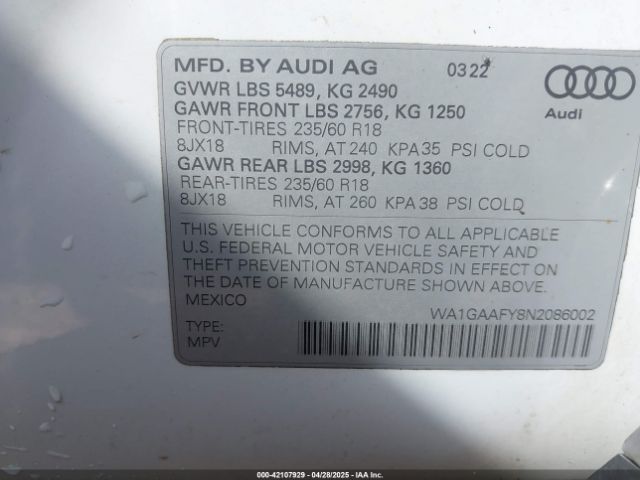 MFD. BY AUDI AG 0322
GVWR LBS 5489, KG 2490
GAWR FRONT LBS 2756, KG 1250
FRONT-TIRES 235/60 R18
8JX18 RIMS, AT 240 KPA 35 PSI COLD
GAWR REAR LBS 2998, KG 1360
REAR-TIRES 235/60 R18
8JX18 RIMS, AT 260 KPA 38 PSI COLD
Audi
THIS VEHICLE CONFORMS TO ALL APPLICABLE
U.S. FEDERAL MOTOR VEHICLE SAFETY AND
THEFT PREVENTION STANDARDS IN EFFECT ON
THE DATE OF MANUFACTURE SHOWN ABOVE.
MEXICO
WA1GAAFY8N2086002
TYPE:
MPV
000-42107929 | 04/28/2025 | IAA Inc.